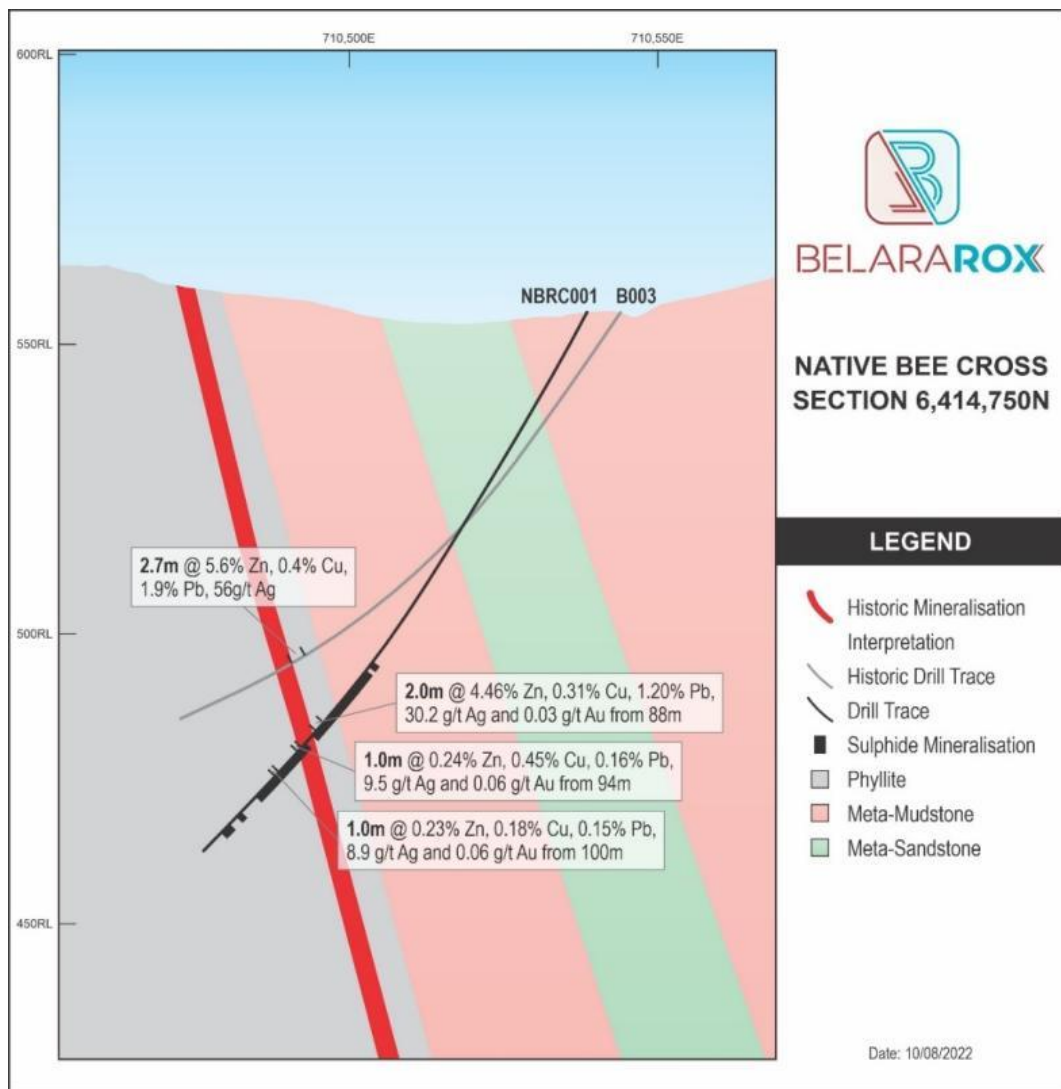 710,500E
710,550E
600RL
550RL
500RL
450RL
NBRC001
B003
2.7m @ 5.6% Zn, 0.4% Cu,
1.9% Pb, 56g/t Ag
2.0m @ 4.46% Zn, 0.31% Cu, 1.20% Pb,
30.2 g/t Ag and 0.03 g/t Au from 88m
1.0m @ 0.24% Zn, 0.45% Cu, 0.16% Pb,
9.5 g/t Ag and 0.06 g/t Au from 94m
1.0m @ 0.23% Zn, 0.18% Cu, 0.15% Pb,
8.9 g/t Ag and 0.06 g/t Au from 100m
BELARAROX
NATIVE BEE CROSS
SECTION 6,414,750N
LEGEND
Historic Mineralisation
Interpretation
Historic Drill Trace
Drill Trace
Sulphide Mineralisation
Phyllite
Meta-Mudstone
Meta-Sandstone
Date: 10/08/2022